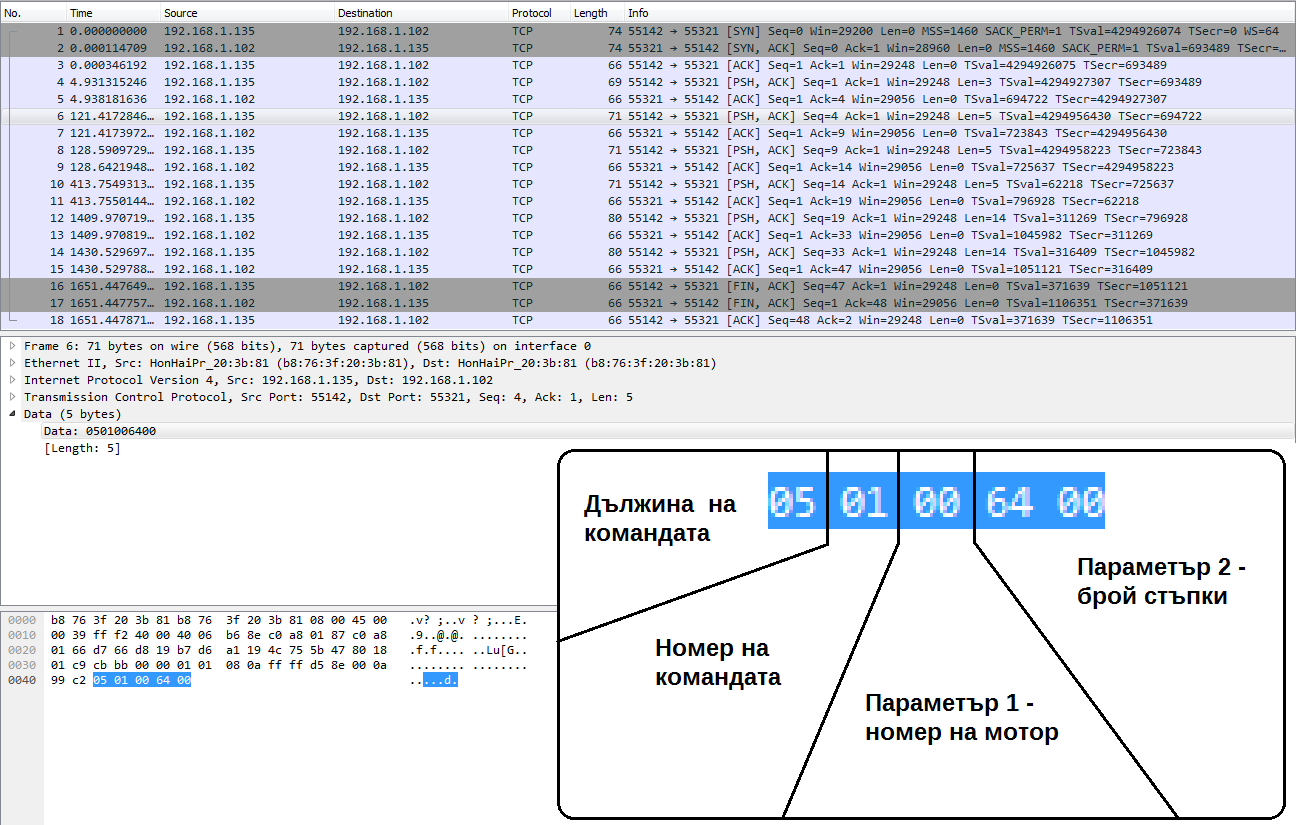 No. Time Source Destination Protocol Length Info
1 0.000000000 192.168.1.135 192.168.1.102 TCP 74 55142 → 55321 [SYN] Seq=0 Win=29200 Len=0 MSS=1460 SACK_PERM=1 TSval=4294926074 TSecr=0 WS=64
2 0.000114709 192.168.1.102 192.168.1.135 TCP 74 55321 → 55142 [SYN, ACK] Seq=0 Ack=1 Win=28960 Len=0 MSS=1460 SACK_PERM=1 TSval=693489 TSecr=…
3 0.000346192 192.168.1.135 192.168.1.102 TCP 66 55142 → 55321 [ACK] Seq=1 Ack=1 Win=29248 Len=0 TSval=4294926075 TSecr=693489
4 4.931315246 192.168.1.135 192.168.1.102 TCP 69 55142 → 55321 [PSH, ACK] Seq=1 Ack=1 Win=29248 Len=3 TSval=4294927307 TSecr=693489
5 4.938181636 192.168.1.102 192.168.1.135 TCP 66 55321 → 55142 [ACK] Seq=1 Ack=4 Win=29056 Len=0 TSval=694722 TSecr=4294927307
6 121.4172846… 192.168.1.135 192.168.1.102 TCP 71 55142 → 55321 [PSH, ACK] Seq=4 Ack=1 Win=29248 Len=5 TSval=4294956430 TSecr=694722
7 121.4173972… 192.168.1.102 192.168.1.135 TCP 66 55321 → 55142 [ACK] Seq=1 Ack=9 Win=29056 Len=0 TSval=723843 TSecr=4294956430
8 128.5909729… 192.168.1.135 192.168.1.102 TCP 71 55142 → 55321 [PSH, ACK] Seq=9 Ack=1 Win=29248 Len=5 TSval=4294958223 TSecr=723843
9 128.6421948… 192.168.1.102 192.168.1.135 TCP 66 55321 → 55142 [ACK] Seq=1 Ack=14 Win=29056 Len=0 TSval=725637 TSecr=4294958223
10 413.7549313… 192.168.1.135 192.168.1.102 TCP 71 55142 → 55321 [PSH, ACK] Seq=14 Ack=1 Win=29248 Len=5 TSval=62218 TSecr=725637
11 413.7550144… 192.168.1.102 192.168.1.135 TCP 66 55321 → 55142 [ACK] Seq=1 Ack=19 Win=29056 Len=0 TSval=796928 TSecr=62218
12 1409.970719… 192.168.1.135 192.168.1.102 TCP 80 55142 → 55321 [PSH, ACK] Seq=19 Ack=1 Win=29248 Len=14 TSval=311269 TSecr=796928
13 1409.970819… 192.168.1.102 192.168.1.135 TCP 66 55321 → 55142 [ACK] Seq=1 Ack=33 Win=29056 Len=0 TSval=1045982 TSecr=311269
14 1430.529697… 192.168.1.135 192.168.1.102 TCP 80 55142 → 55321 [PSH, ACK] Seq=33 Ack=1 Win=29248 Len=14 TSval=316409 TSecr=1045982
15 1430.529788… 192.168.1.102 192.168.1.135 TCP 66 55321 → 55142 [ACK] Seq=1 Ack=47 Win=29056 Len=0 TSval=1051121 TSecr=316409
16 1651.447649… 192.168.1.135 192.168.1.102 TCP 66 55142 → 55321 [FIN, ACK] Seq=47 Ack=1 Win=29248 Len=0 TSval=371639 TSecr=1051121
17 1651.447757… 192.168.1.102 192.168.1.135 TCP 66 55321 → 55142 [FIN, ACK] Seq=1 Ack=48 Win=29056 Len=0 TSval=1106351 TSecr=371639
18 1651.447871… 192.168.1.135 192.168.1.102 TCP 66 55142 → 55321 [ACK] Seq=48 Ack=2 Win=29248 Len=0 TSval=371639 TSecr=1106351
Frame 6: 71 bytes on wire (568 bits), 71 bytes captured (568 bits) on interface 0
Ethernet II, Src: HonHaiPr_20:3b:81 (b8:76:3f:20:3b:81), Dst: HonHaiPr_20:3b:81 (b8:76:3f:20:3b:81)
Internet Protocol Version 4, Src: 192.168.1.135, Dst: 192.168.1.102
Transmission Control Protocol, Src Port: 55142, Dst Port: 55321, Seq: 4, Ack: 1, Len: 5
Data (5 bytes)
Data: 0501006400
[Length: 5]
05 01 00 64 00
Дължина на
командата
Номер на
командата
Параметър 1 -
номер на мотор
Параметър 2 -
брой стъпки
0000 b8 76 3f 20 3b 81 b8 76 3f 20 3b 81 08 00 45 00 .v? ;..v ? ;...E.
0010 00 39 ff f2 40 00 40 06 b6 8e c0 a8 01 87 c0 a8 .9..@.@. ........
0020 01 66 d7 66 d8 19 b7 d6 a1 19 4c 75 5b 47 80 18 .f.f.... ..Lu[G..
0030 01 c9 cb bb 00 00 01 01 08 0a ff ff d5 8e 00 0a ........ ........
0040 99 c2 05 01 00 64 00 .....d.